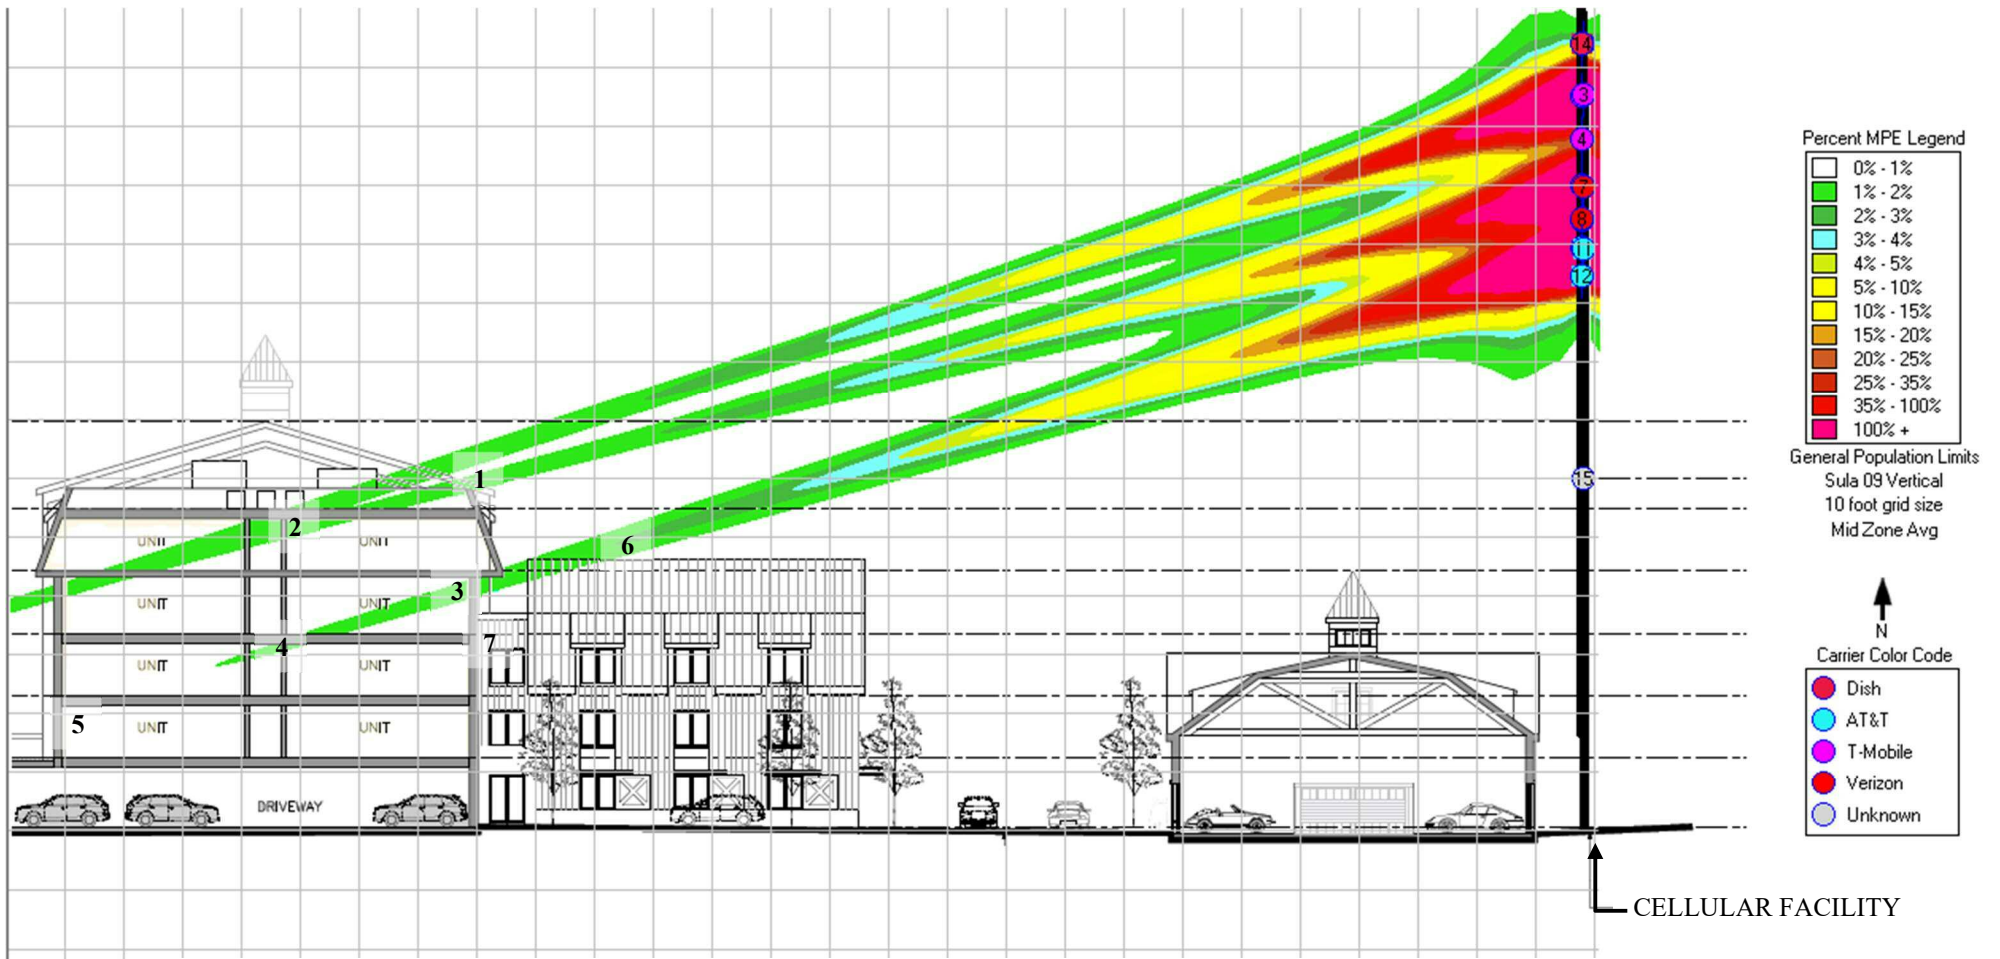 14
3
4
7
8
11
12
15
1
2
UNIT UNIT
6
3
UNIT UNIT
4
7
UNIT UNIT
5
UNIT UNIT
DRIVEWAY
Percent MPE Legend
0% - 1%
1% - 2%
2% - 3%
3% - 4%
4% - 5%
5% - 10%
10% - 15%
15% - 20%
20% - 25%
25% - 35%
35% - 100%
100% +
General Population Limits
Sula 09 Vertical
10 foot grid size
Mid Zone Avg
N
Carrier Color Code
Dish
AT&T
T-Mobile
Verizon
Unknown
CELLULAR FACILITY